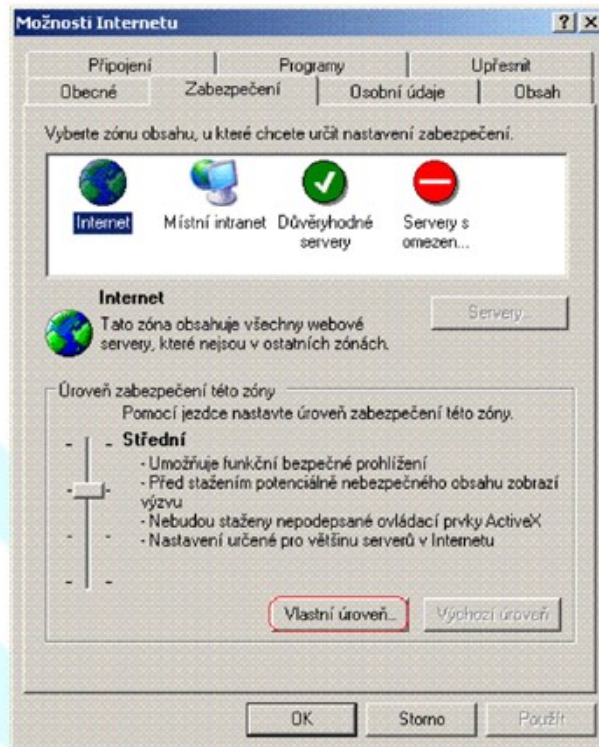 Možnosti Internetu
Připojení Programy Upřesnit
Obecné Zabezpečení Osobní údaje Obsah
Vyberte zónu obsahu, u které chcete určit nastavení zabezpečení.
Internet Místní intranet Důvěryhodné servery Servery s omezen...
Internet
Tato zóna obsahuje všechny webové
servery, které nejsou v ostatních zónách.
Servery...
Úroveň zabezpečení této zóny
Pomocí jezdce nastavte úroveň zabezpečení této zóny.
Střední
- Umožňuje funkční bezpečné prohlížení
- Před stažením potenciálně nebezpečného obsahu zobrazí
výzvu
- Nebudou staženy nepodepsané ovládací prvky ActiveX
- Nastavení určené pro většinu serverů v Internetu
Vlastní úroveň... Výchozí úroveň
OK Storno Použít